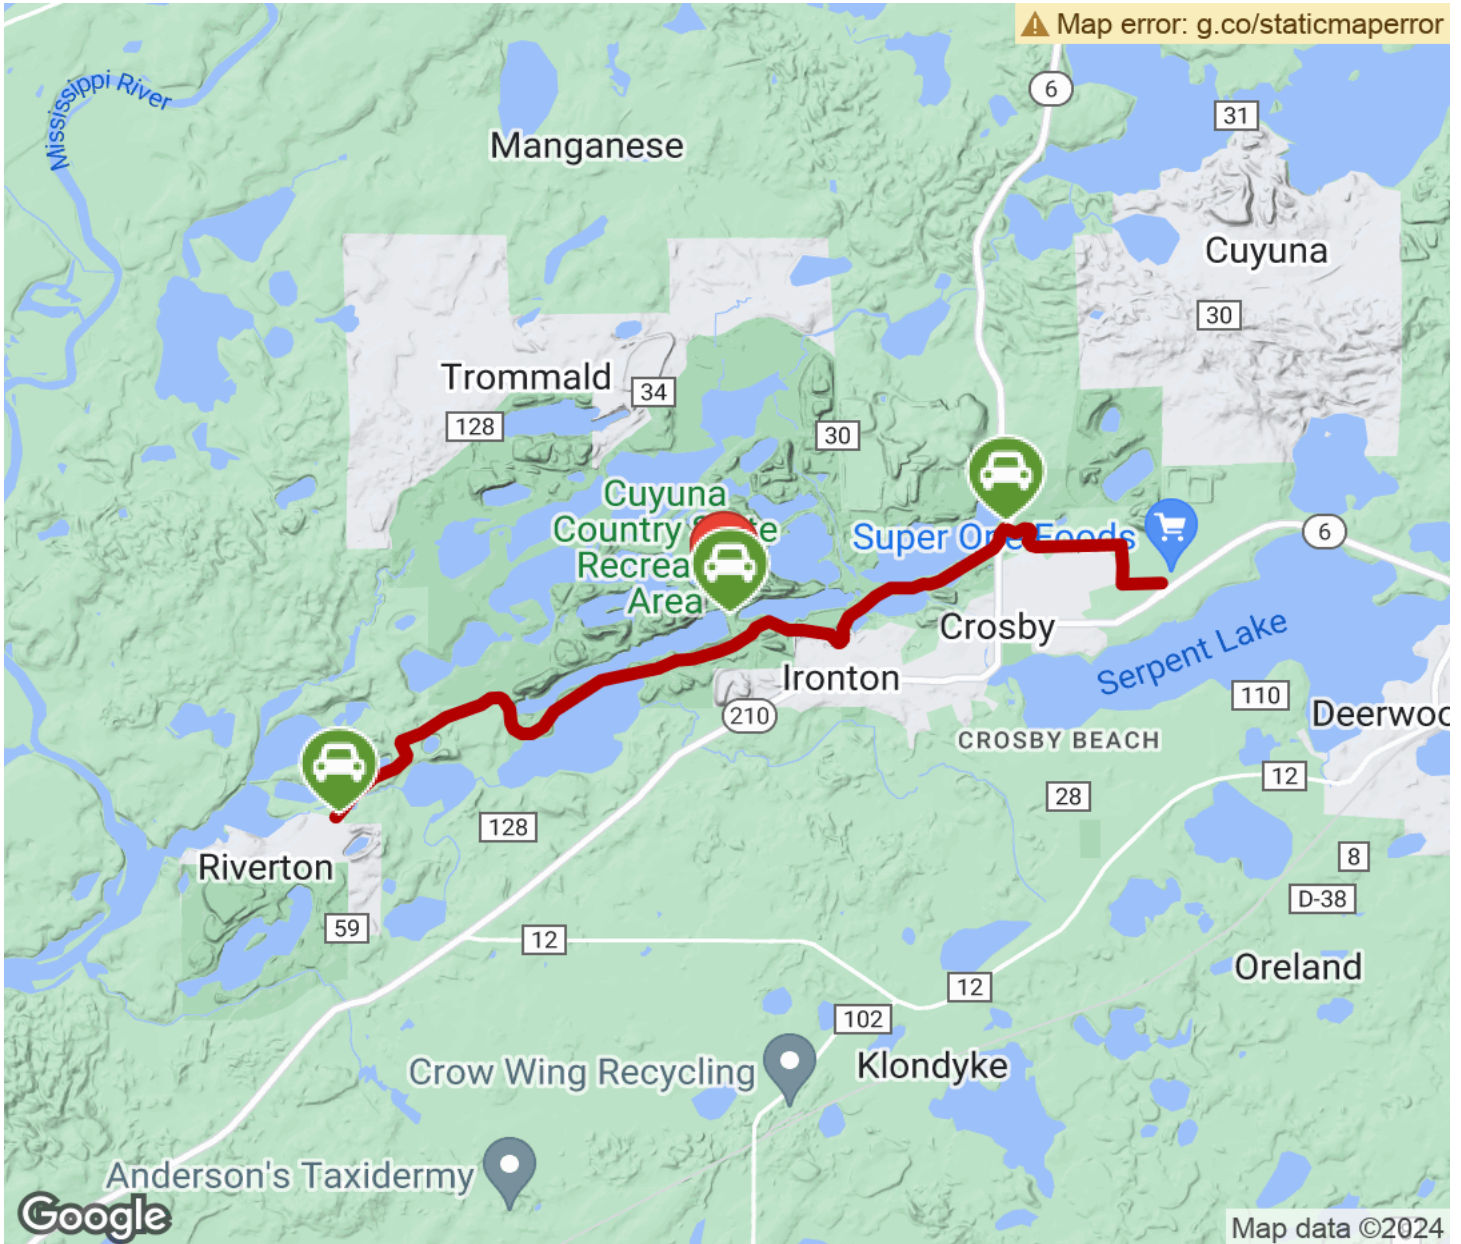 Map error: g.co/staticmaperror
Mississippi River
6
31
Manganese
Cuyuna
30
Trommald
34
128
30
Cuyuna
Country State
Recrea
Area
Super One Foods
6
Crosby
Serpent Lake
Ironton
110
210
Deerwoo
CROSBY BEACH
12
28
128
Riverton
8
D-38
59
12
Oreland
12
102
Crow Wing Recycling
Klondyke
Anderson's Taxidermy
Google
Map data ©2024